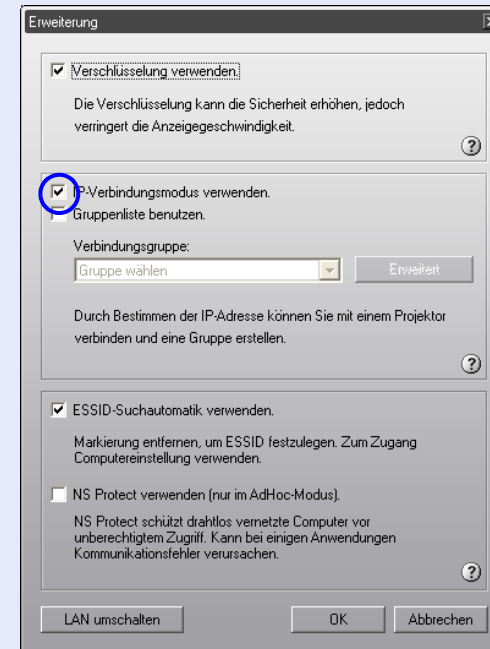 Erweiterung
Verschlüsselung verwenden.
Die Verschlüsselung kann die Sicherheit erhöhen, jedoch
verringert die Anzeigegeschwindigkeit.
?
IP-Verbindungsmodus verwenden.
Gruppenliste benutzen.
Verbindungsgruppe:
Gruppe wählen
Erweitert
Durch Bestimmen der IP-Adresse können Sie mit einem Projektor
verbinden und eine Gruppe erstellen.
?
ESSID-Suchautomatik verwenden.
Markierung entfernen, um ESSID festzulegen. Zum Zugang
Computereinstellung verwenden.
NS Protect verwenden (nur im AdHoc-Modus).
NS Protect schützt drahtlos vernetzte Computer vor
unberechtigtem Zugriff. Kann bei einigen Anwendungen
Kommunikationsfehler verursachen.
?
LAN umschalten OK Abbrechen